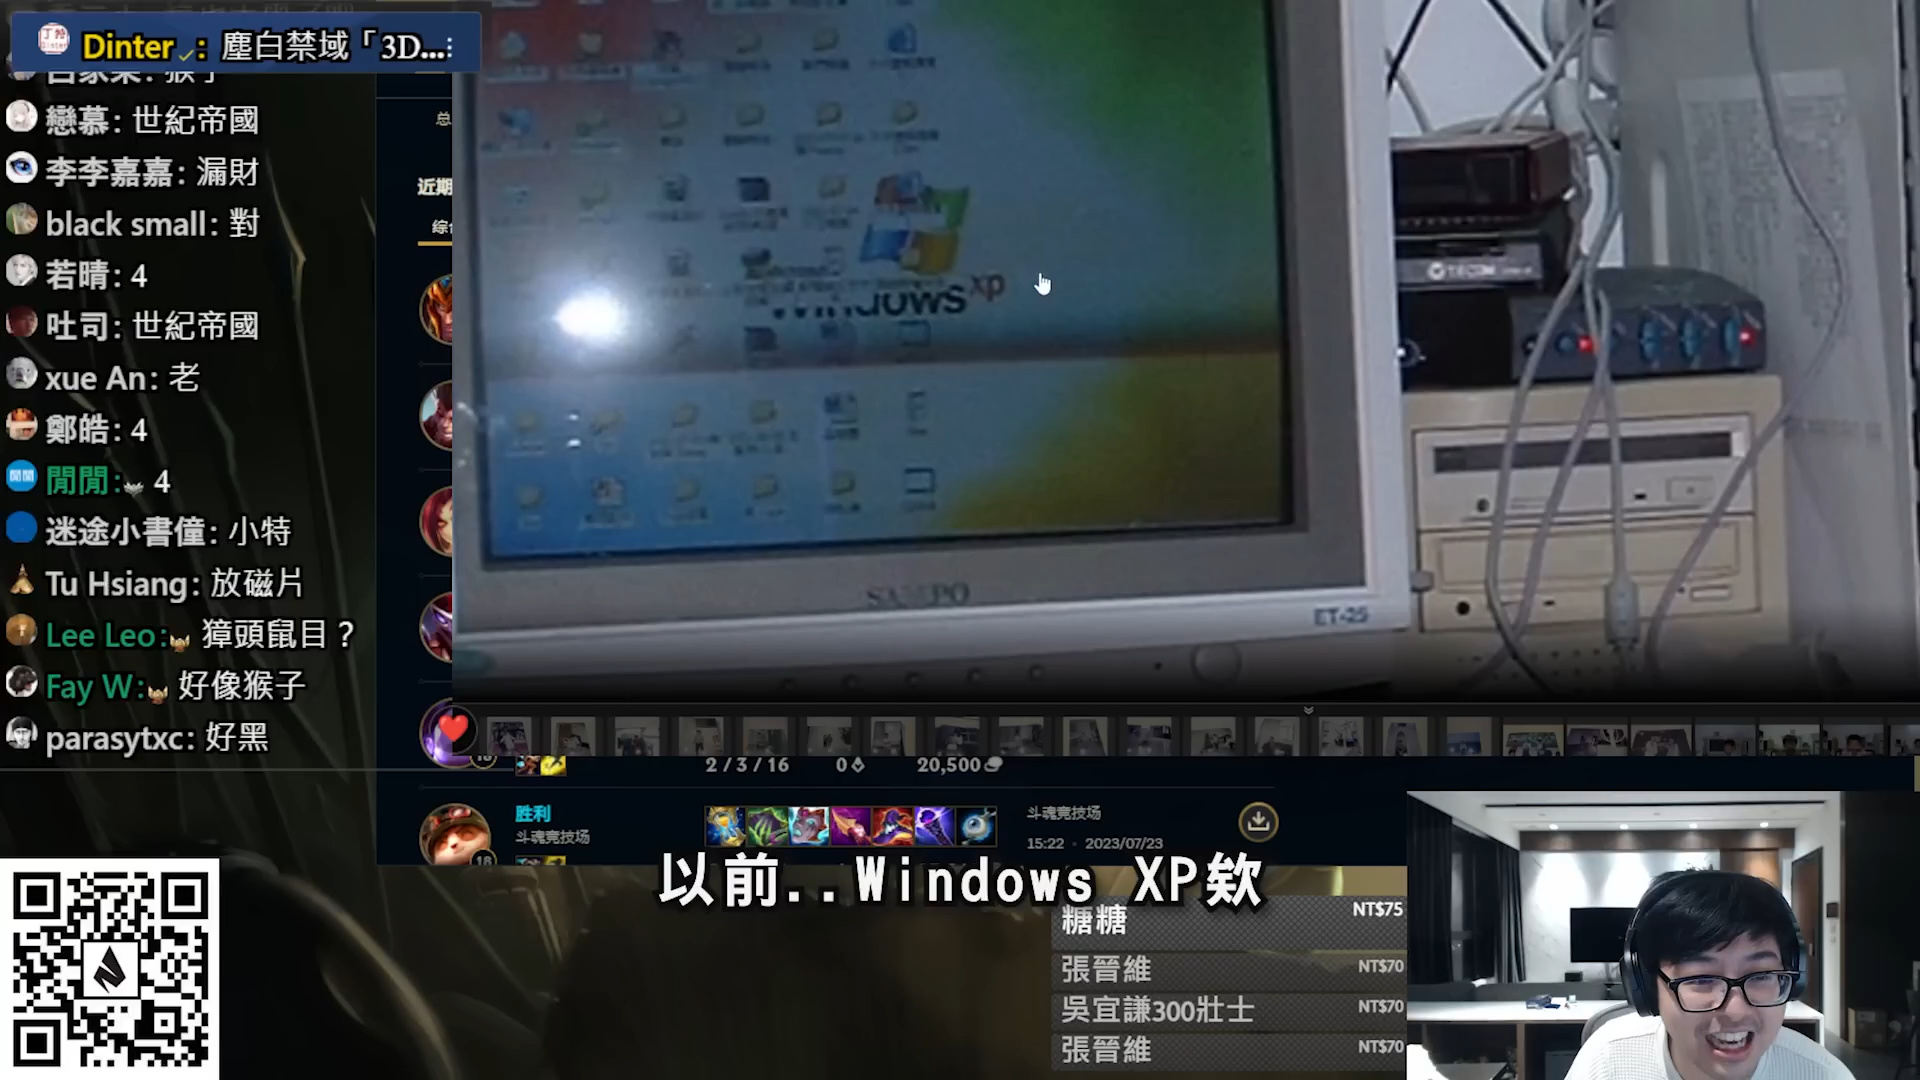 Dinter : 塵白禁域「3D...
戀慕: 世紀帝國
李李嘉嘉: 漏財
black small: 對
若晴: 4
吐司: 世紀帝國
xue An: 老
鄭皓: 4
閒閒: 4
迷途小書僮: 小特
Tu Hsiang: 放磁片
Lee Leo: 獐頭鼠目？
Fay W: 好像猴子
parasytxc: 好黑
总
近期
综合
Windows xp
TECOM
SAMPO
ET-25
2 / 3 / 16
0
20,500
胜利
斗魂竞技场
18
斗魂竞技场
15:22 · 2023/07/23
以前..Windows XP欸
糖糖 NT$75
張晉維 NT$70
吳宜謙300壯士 NT$70
張晉維 NT$70